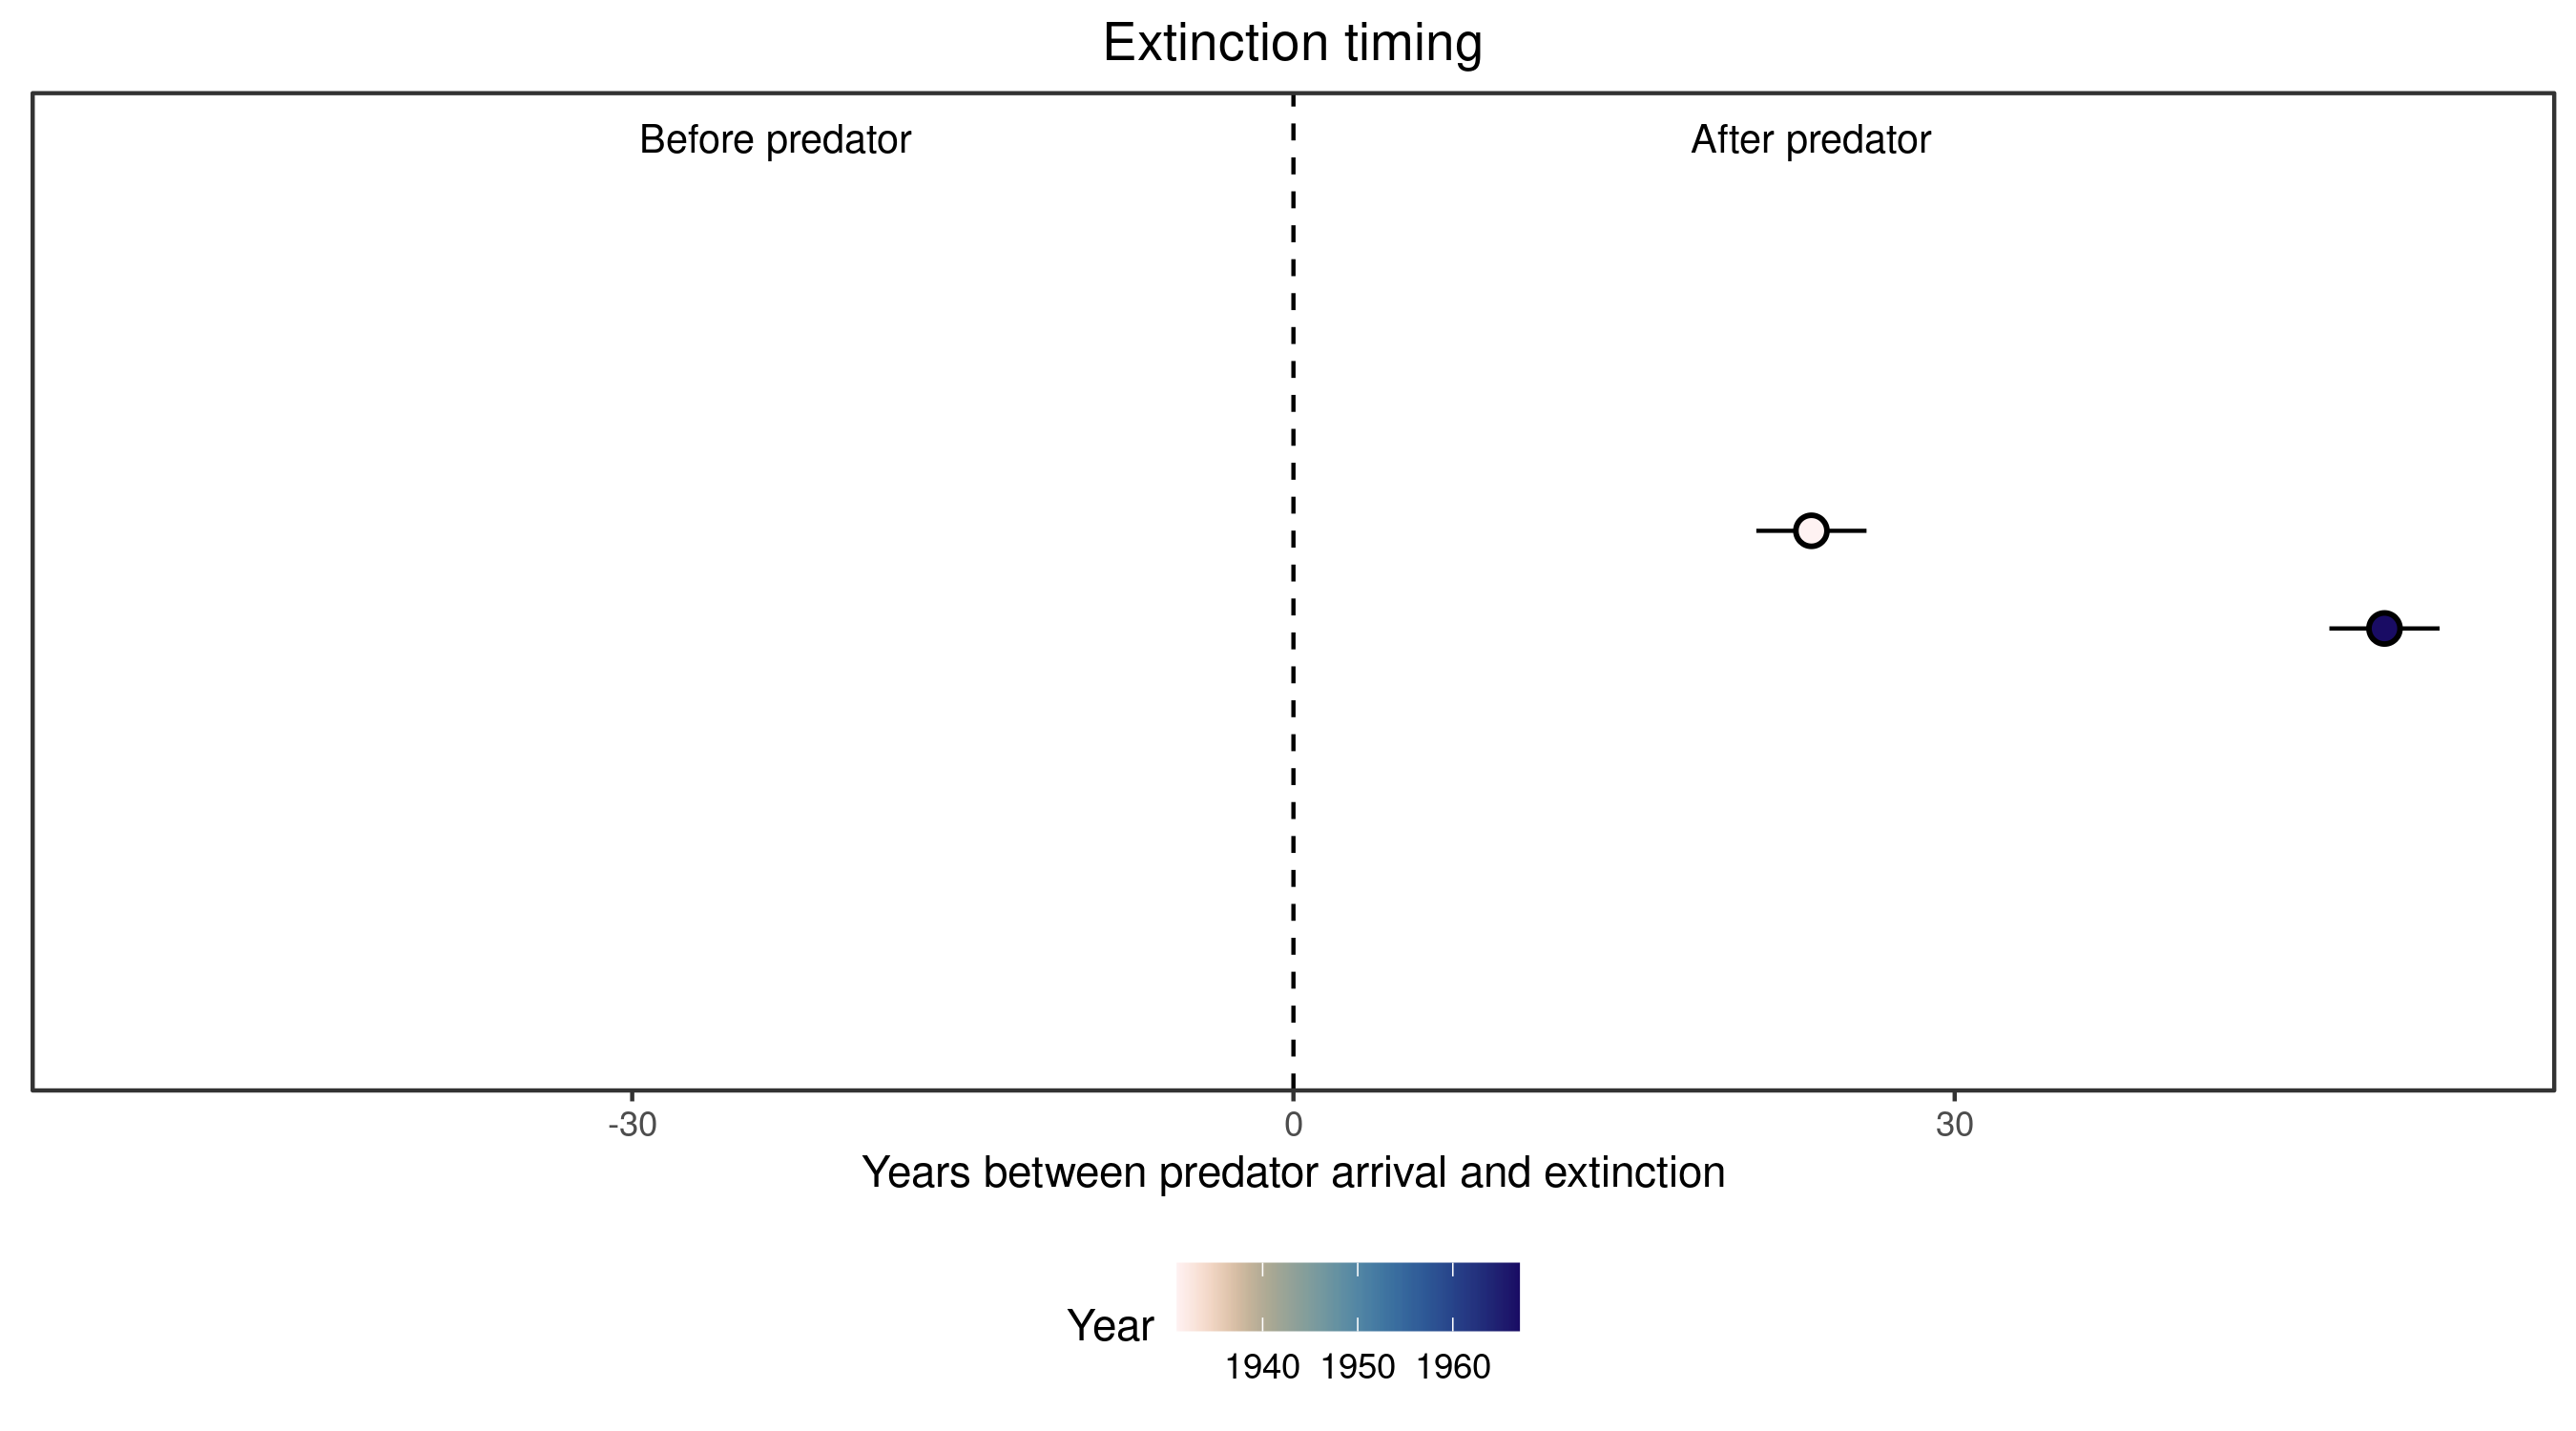 Extinction timing
Before predator
After predator
-30
0
30
Years between predator arrival and extinction
Year
1940
1950
1960